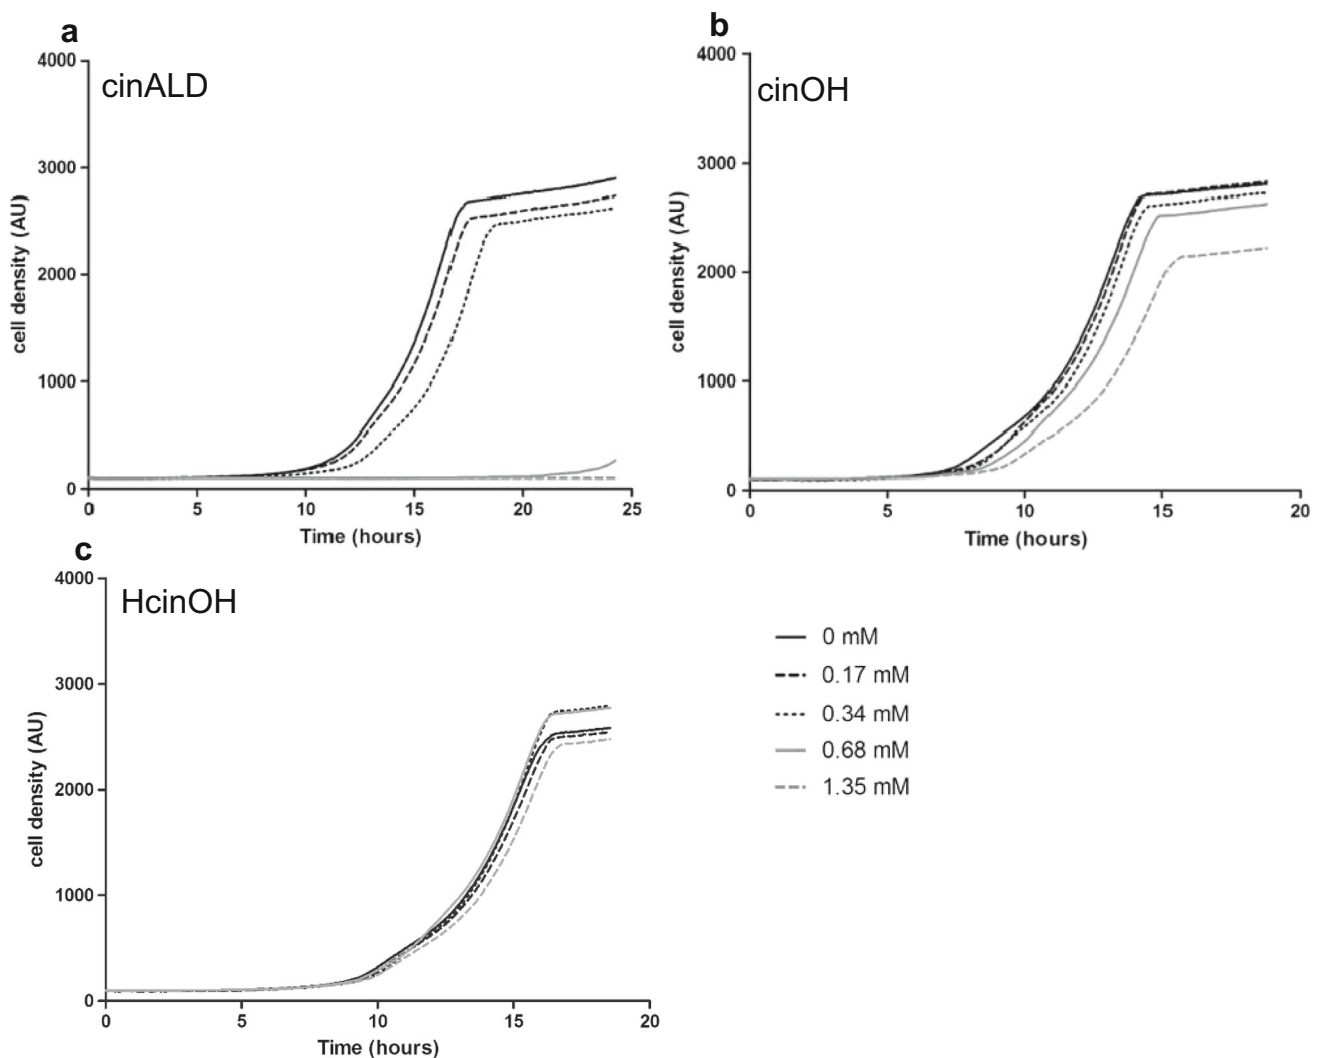 a
cinALD
4000
3000
2000
1000
0
cell density (AU)
0 5 10 15 20 25
Time (hours)
b
cinOH
4000
3000
2000
1000
0
cell density (AU)
0 5 10 15 20
Time (hours)
c
HcinOH
4000
3000
2000
1000
0
cell density (AU)
0 5 10 15 20
Time (hours)
0 mM
0.17 mM
0.34 mM
0.68 mM
1.35 mM